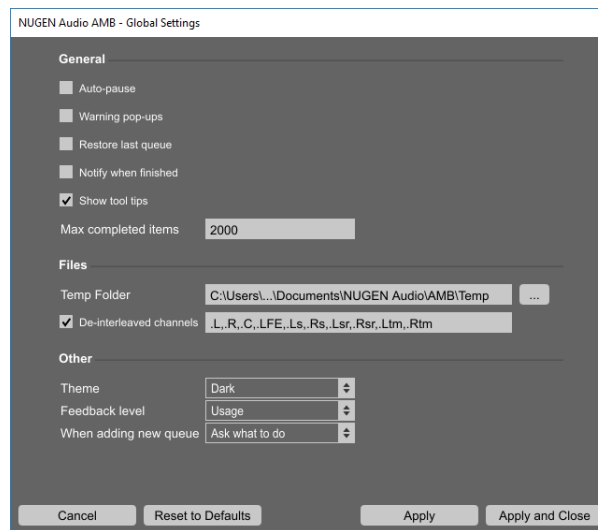 NUGEN Audio AMB - Global Settings
General
Auto-pause
Warning pop-ups
Restore last queue
Notify when finished
Show tool tips
Max completed items 2000
Files
Temp Folder C:\Users\...\Documents\NUGEN Audio\AMB\Temp ...
De-interleaved channels .L,.R,.C,.LFE,.Ls,.Rs,.Lsr,.Rsr,.Ltm,.Rtm
Other
Theme Dark
Feedback level Usage
When adding new queue Ask what to do
Cancel Reset to Defaults Apply Apply and Close